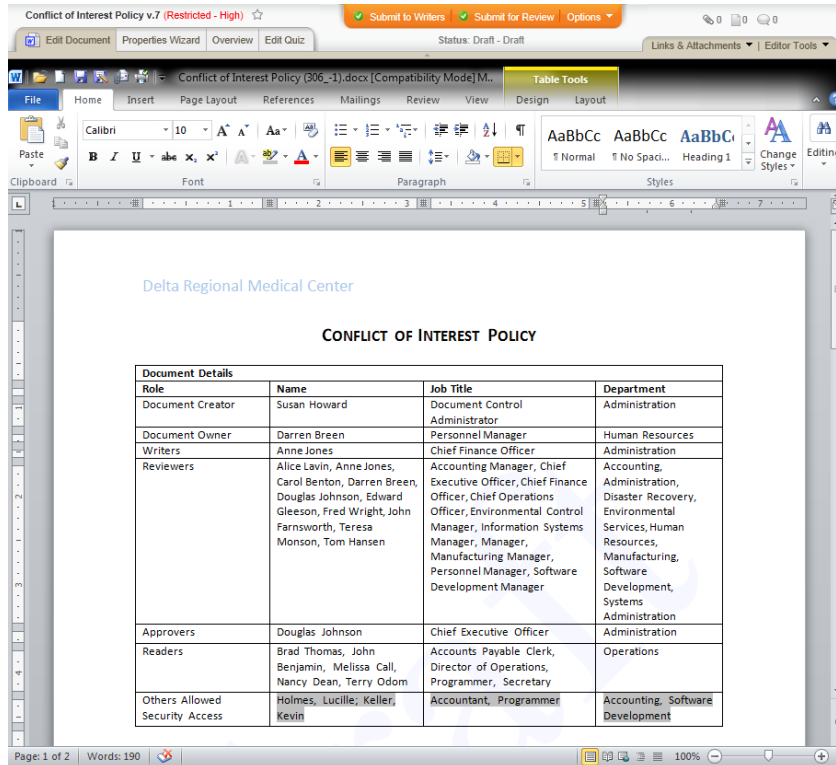 Conflict of Interest Policy v.7 (Restricted - High)
Submit to Writers Submit for Review Options
0 0 0
Edit Document Properties Wizard Overview Edit Quiz
Status: Draft - Draft
Links & Attachments Editor Tools
Conflict of Interest Policy (306_-1).docx [Compatibility Mode] M..
Table Tools
File Home Insert Page Layout References Mailings Review View Design Layout
Paste
Calibri 10
AaBbCc AaBbCc AaBbC
¶ Normal ¶ No Spaci... Heading 1
Change Styles
Editin
Clipboard Font Paragraph Styles
1 2 3 4 5 6 7
Delta Regional Medical Center
CONFLICT OF INTEREST POLICY
Document Details
Role Name Job Title Department
Document Creator Susan Howard Document Control Administration
Administrator
Document Owner Darren Breen Personnel Manager Human Resources
Writers Anne Jones Chief Finance Officer Administration
Reviewers Alice Lavin, Anne Jones, Accounting Manager, Chief Accounting,
Carol Benton, Darren Breen, Executive Officer, Chief Finance Administration,
Douglas Johnson, Edward Officer, Chief Operations Disaster Recovery,
Gleeson, Fred Wright, John Officer, Environmental Control Environmental
Farnsworth, Teresa Manager, Information Systems Services, Human
Monson, Tom Hansen Manager, Manager, Resources,
Manufacturing Manager, Manufacturing,
Personnel Manager, Software Software
Development Manager Development,
Systems
Administration
Approvers Douglas Johnson Chief Executive Officer Administration
Readers Brad Thomas, John Accounts Payable Clerk, Operations
Benjamin, Melissa Call, Director of Operations,
Nancy Dean, Terry Odom Programmer, Secretary
Others Allowed Holmes, Lucille; Keller, Accountant, Programmer Accounting, Software
Security Access Kevin Development
Page: 1 of 2 Words: 190 100%